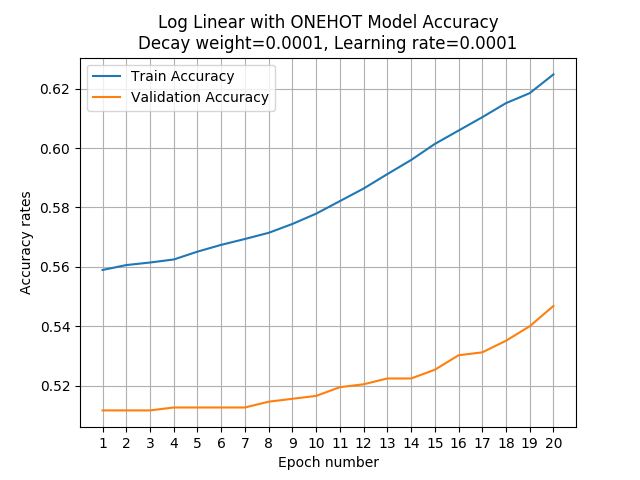 Log Linear with ONEHOT Model Accuracy
Decay weight=0.0001, Learning rate=0.0001
Train Accuracy
Validation Accuracy
0.62
0.60
0.58
0.56
0.54
0.52
Accuracy rates
1 2 3 4 5 6 7 8 9 10 11 12 13 14 15 16 17 18 19 20
Epoch number